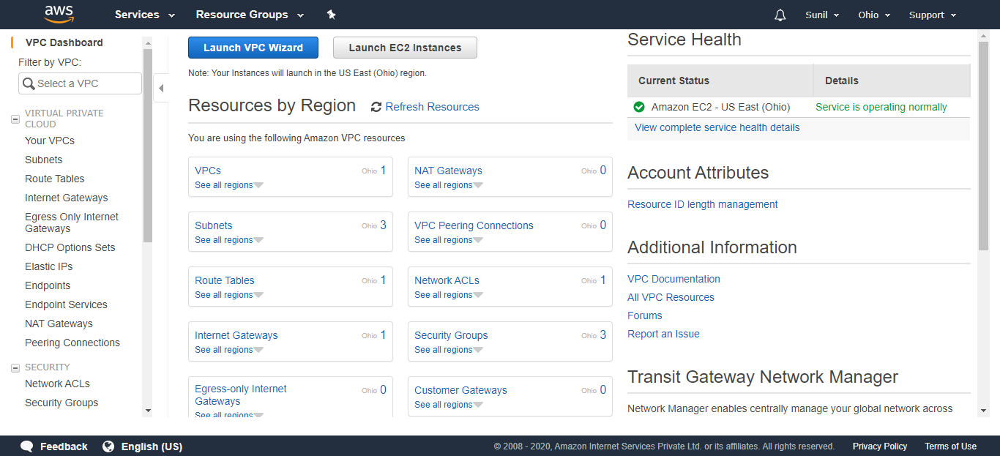 aws
Services
Resource Groups
Sunil
Ohio
Support
VPC Dashboard
Filter by VPC:
Select a VPC
VIRTUAL PRIVATE
CLOUD
Your VPCs
Subnets
Route Tables
Internet Gateways
Egress Only Internet
Gateways
DHCP Options Sets
Elastic IPs
Endpoints
Endpoint Services
NAT Gateways
Peering Connections
SECURITY
Network ACLs
Security Groups
Launch VPC Wizard
Launch EC2 Instances
Note: Your Instances will launch in the US East (Ohio) region.
Resources by Region
Refresh Resources
You are using the following Amazon VPC resources
VPCs Ohio 1
See all regions
NAT Gateways Ohio 0
See all regions
Subnets Ohio 3
See all regions
VPC Peering Connections Ohio 0
See all regions
Route Tables Ohio 1
See all regions
Network ACLs Ohio 1
See all regions
Internet Gateways Ohio 1
See all regions
Security Groups Ohio 3
See all regions
Egress-only Internet Ohio 0
Gateways
See all regions
Customer Gateways Ohio 0
See all regions
Service Health
Current Status Details
Amazon EC2 - US East (Ohio) Service is operating normally
View complete service health details
Account Attributes
Resource ID length management
Additional Information
VPC Documentation
All VPC Resources
Forums
Report an Issue
Transit Gateway Network Manager
Network Manager enables centrally manage your global network across
Feedback
English (US)
© 2008 - 2020, Amazon Internet Services Private Ltd. or its affiliates. All rights reserved.
Privacy Policy
Terms of Use